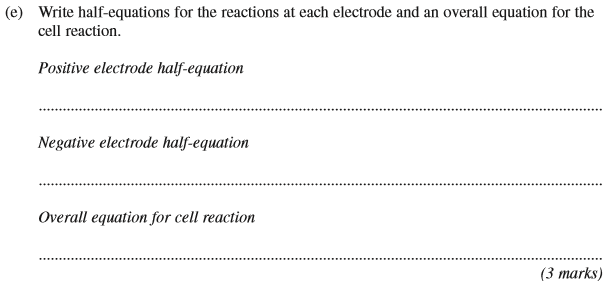 (e) Write half-equations for the reactions at each electrode and an overall equation for the
cell reaction.
Positive electrode half-equation
Negative electrode half-equation
Overall equation for cell reaction
(3 marks)